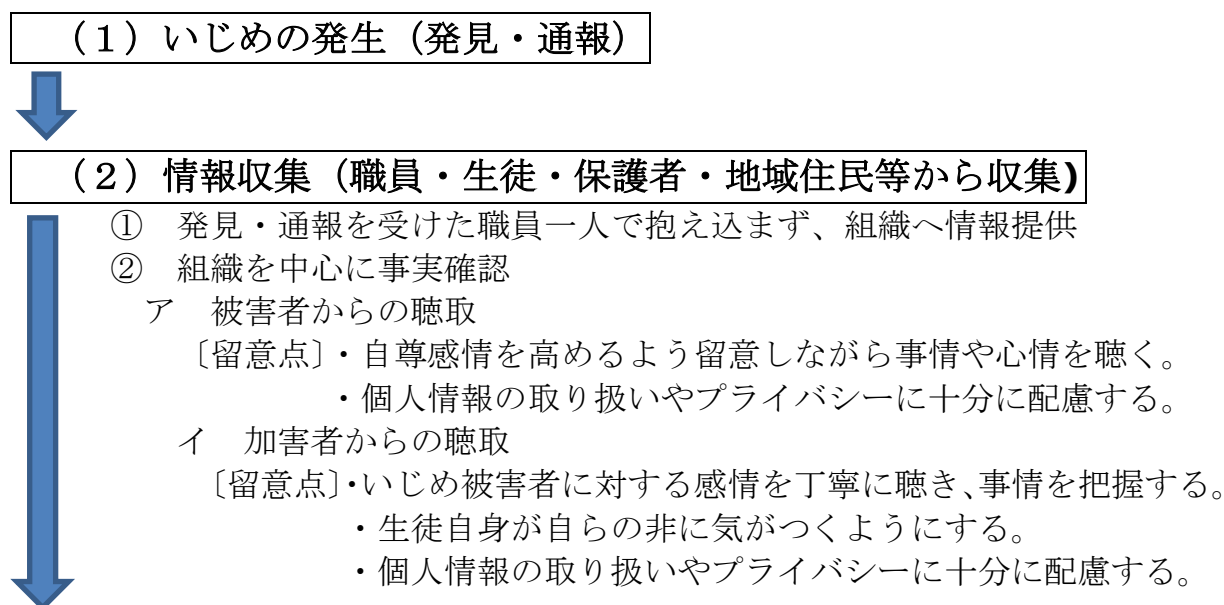 （１）いじめの発生（発見・通報）
（２）情報収集（職員・生徒・保護者・地域住民等から収集)
①　発見・通報を受けた職員一人で抱え込まず、組織へ情報提供
②　組織を中心に事実確認
ア　被害者からの聴取
〔留意点〕・自尊感情を高めるよう留意しながら事情や心情を聴く。
・個人情報の取り扱いやプライバシーに十分に配慮する。
イ　加害者からの聴取
〔留意点〕・いじめ被害者に対する感情を丁寧に聴き、事情を把握する。
・生徒自身が自らの非に気がつくようにする。
・個人情報の取り扱いやプライバシーに十分に配慮する。